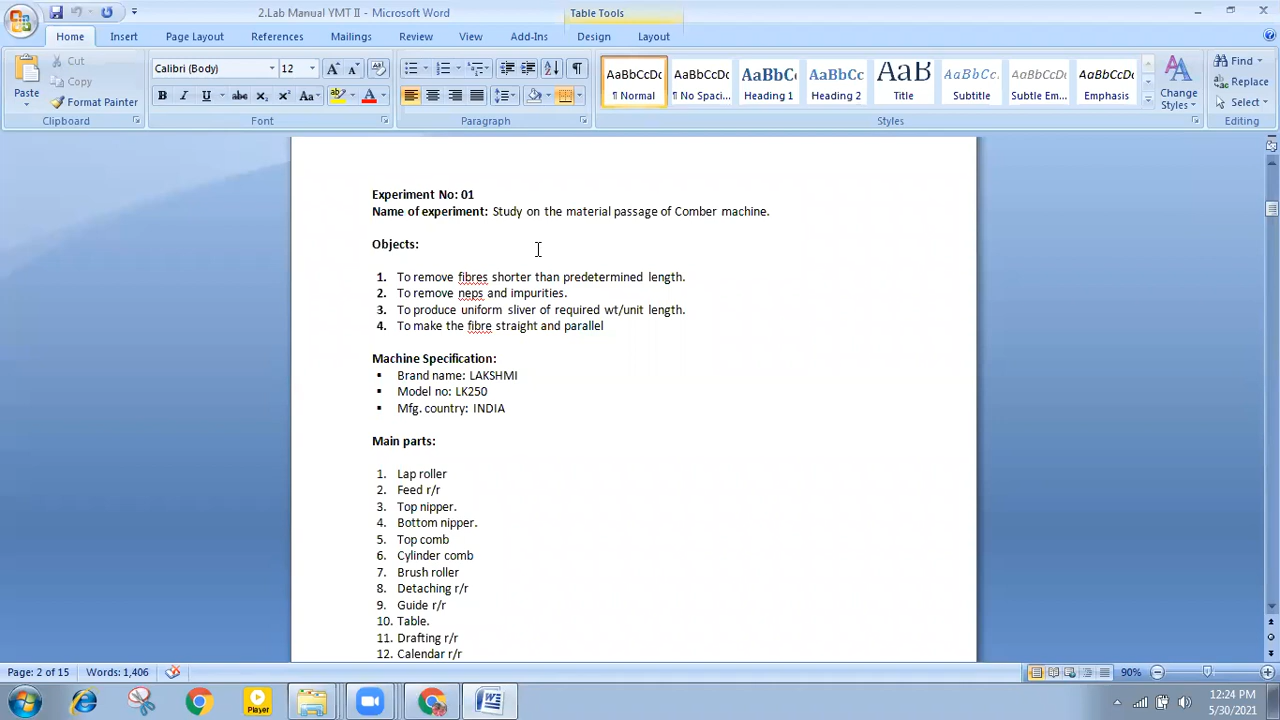 2.Lab Manual YMT II - Microsoft Word
Table Tools
Home Insert Page Layout References Mailings Review View Add-Ins Design Layout
Paste
Cut
Copy
Format Painter
Clipboard
Calibri (Body) 12
Font
Paragraph
AaBbCcDc AaBbCcDc AaBbCc AaBbCc AaB AaBbCc. AaBbCcDc AaBbCcDc
¶ Normal ¶ No Spaci... Heading 1 Heading 2 Title Subtitle Subtle Em... Emphasis
Change Styles
Styles
Find
Replace
Select
Editing
Experiment No: 01
Name of experiment: Study on the material passage of Comber machine.
Objects:
1. To remove fibres shorter than predetermined length.
2. To remove neps and impurities.
3. To produce uniform sliver of required wt/unit length.
4. To make the fibre straight and parallel
Machine Specification:
▪ Brand name: LAKSHMI
▪ Model no: LK250
▪ Mfg. country: INDIA
Main parts:
1. Lap roller
2. Feed r/r
3. Top nipper.
4. Bottom nipper.
5. Top comb
6. Cylinder comb
7. Brush roller
8. Detaching r/r
9. Guide r/r
10. Table.
11. Drafting r/r
12. Calendar r/r
Page: 2 of 15 Words: 1,406 90%
Player
12:24 PM
5/30/2021